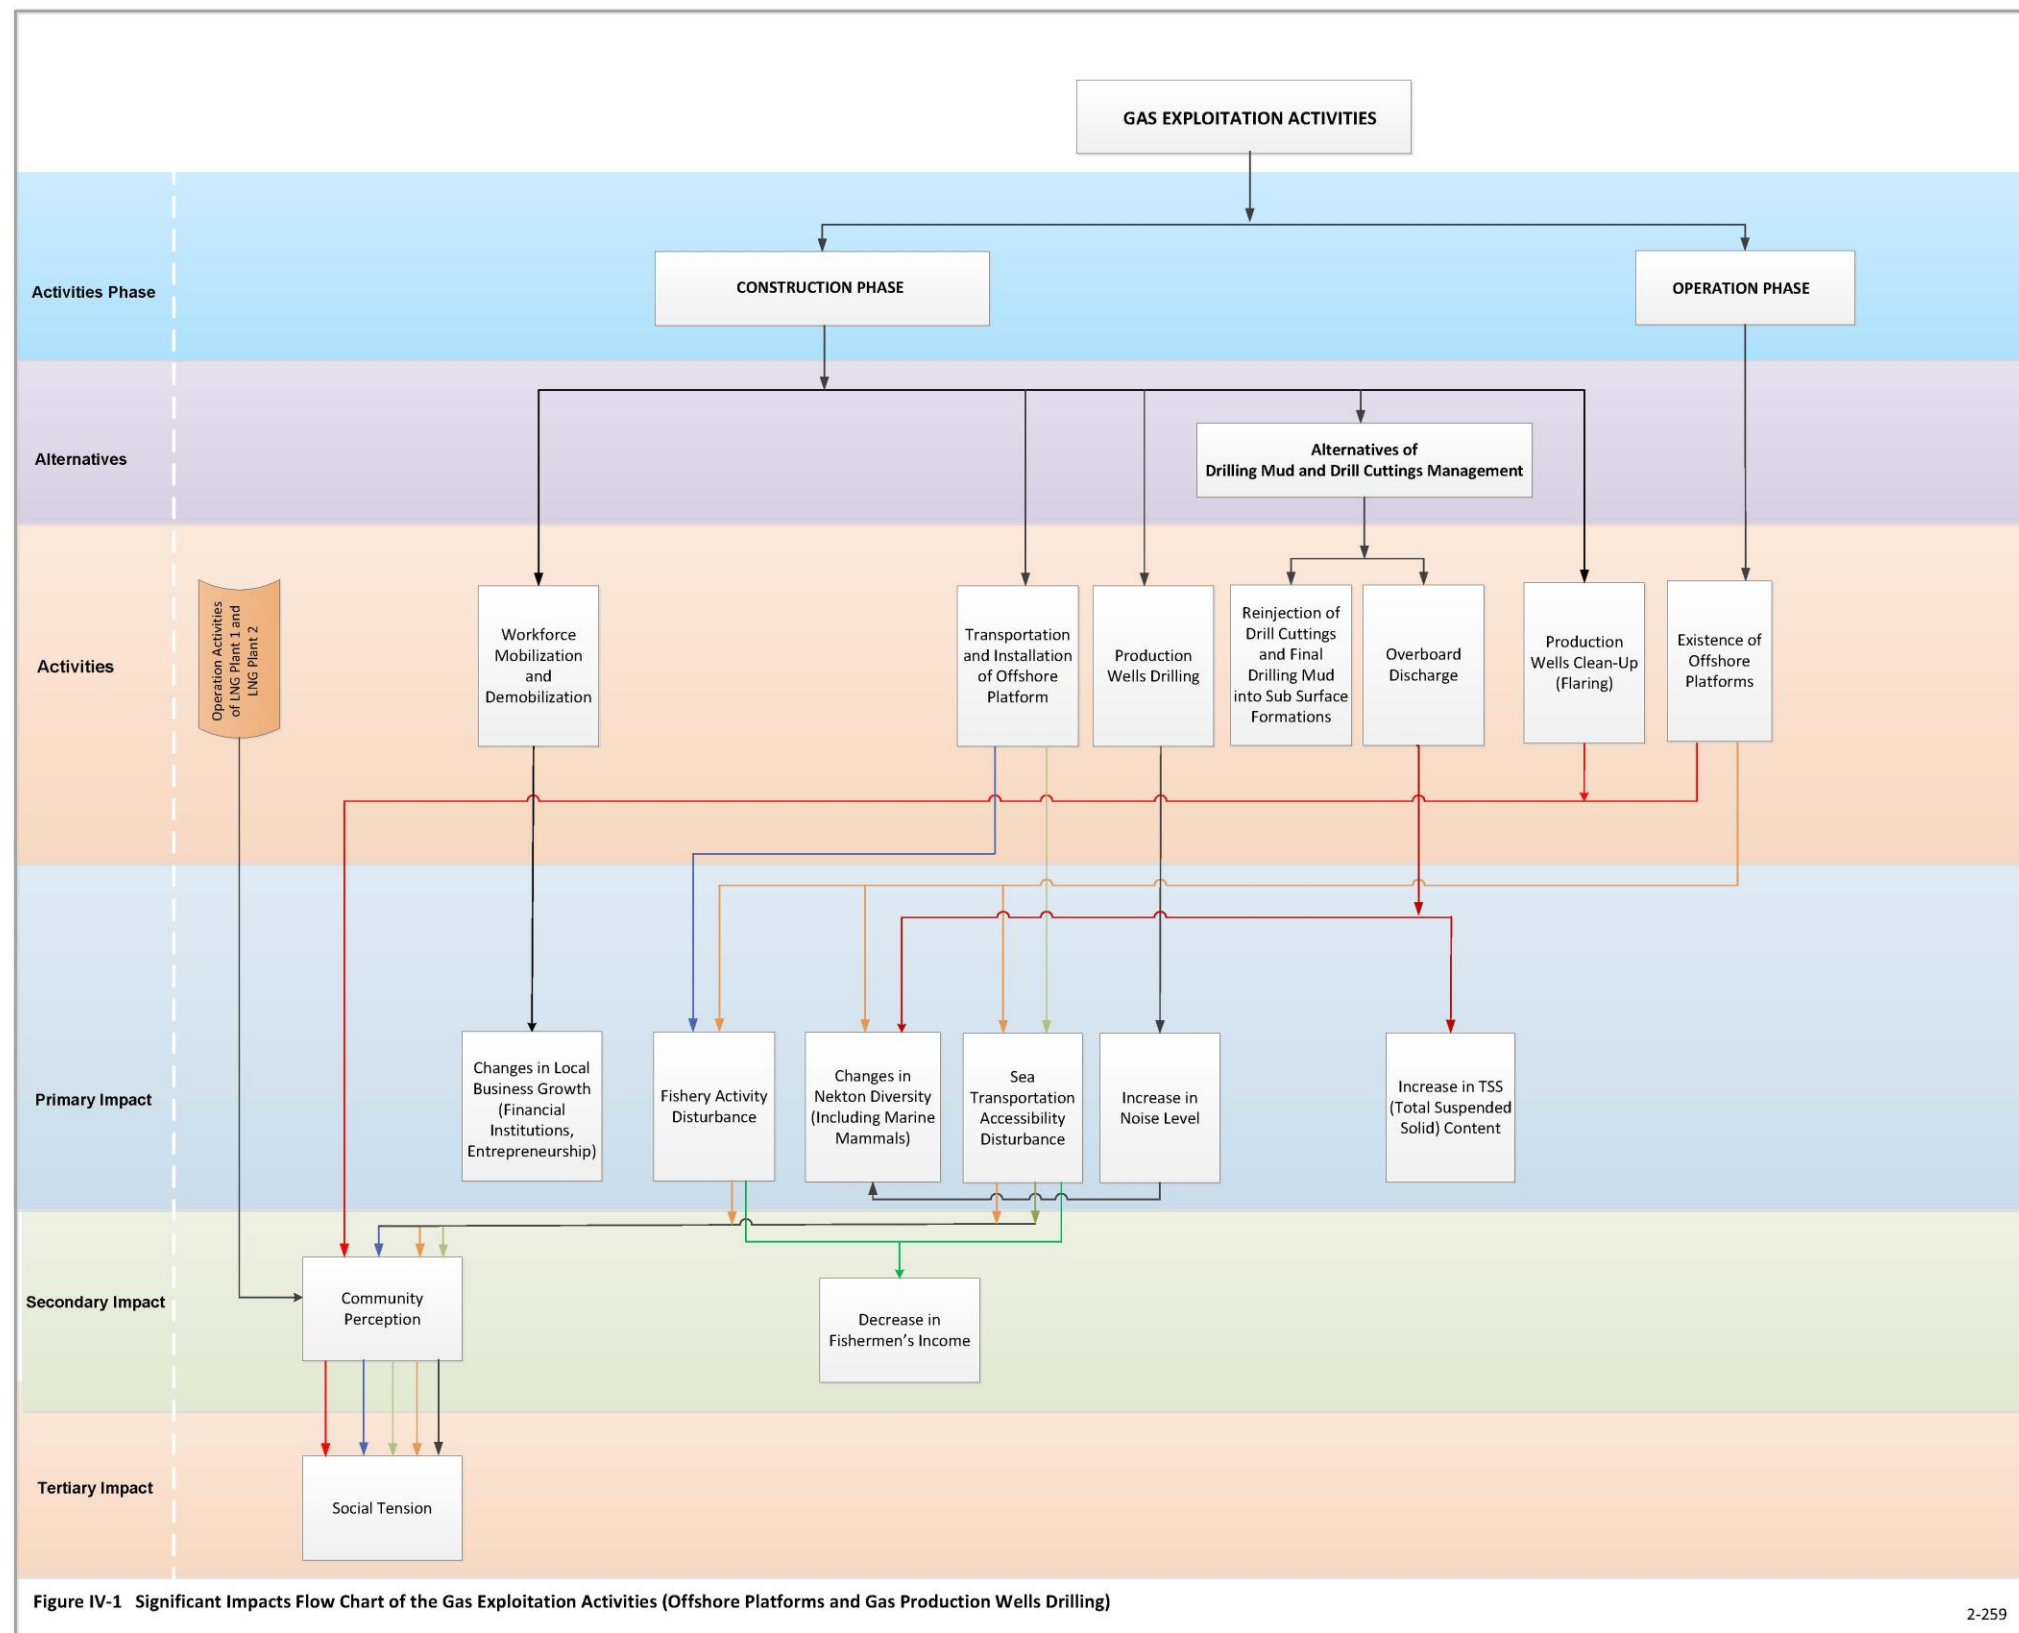 GAS EXPLOITATION ACTIVITIES
Activities Phase
CONSTRUCTION PHASE
OPERATION PHASE
Alternatives
Alternatives of
Drilling Mud and Drill Cuttings Management
Activities
Operation Activities
of LNG Plant 1 and
LNG Plant 2
Workforce
Mobilization
and
Demobilization
Transportation
and Installation
of Offshore
Platform
Production
Wells Drilling
Reinjection of
Drill Cuttings
and Final
Drilling Mud
into Sub Surface
Formations
Overboard
Discharge
Production
Wells Clean-Up
(Flaring)
Existence of
Offshore
Platforms
Primary Impact
Changes in Local
Business Growth
(Financial
Institutions,
Entrepreneurship)
Fishery Activity
Disturbance
Changes in
Nekton Diversity
(Including Marine
Mammals)
Sea
Transportation
Accessibility
Disturbance
Increase in
Noise Level
Increase in TSS
(Total Suspended
Solid) Content
Secondary Impact
Community
Perception
Decrease in
Fishermen’s Income
Tertiary Impact
Social Tension
Figure IV-1 Significant Impacts Flow Chart of the Gas Exploitation Activities (Offshore Platforms and Gas Production Wells Drilling)
2-259